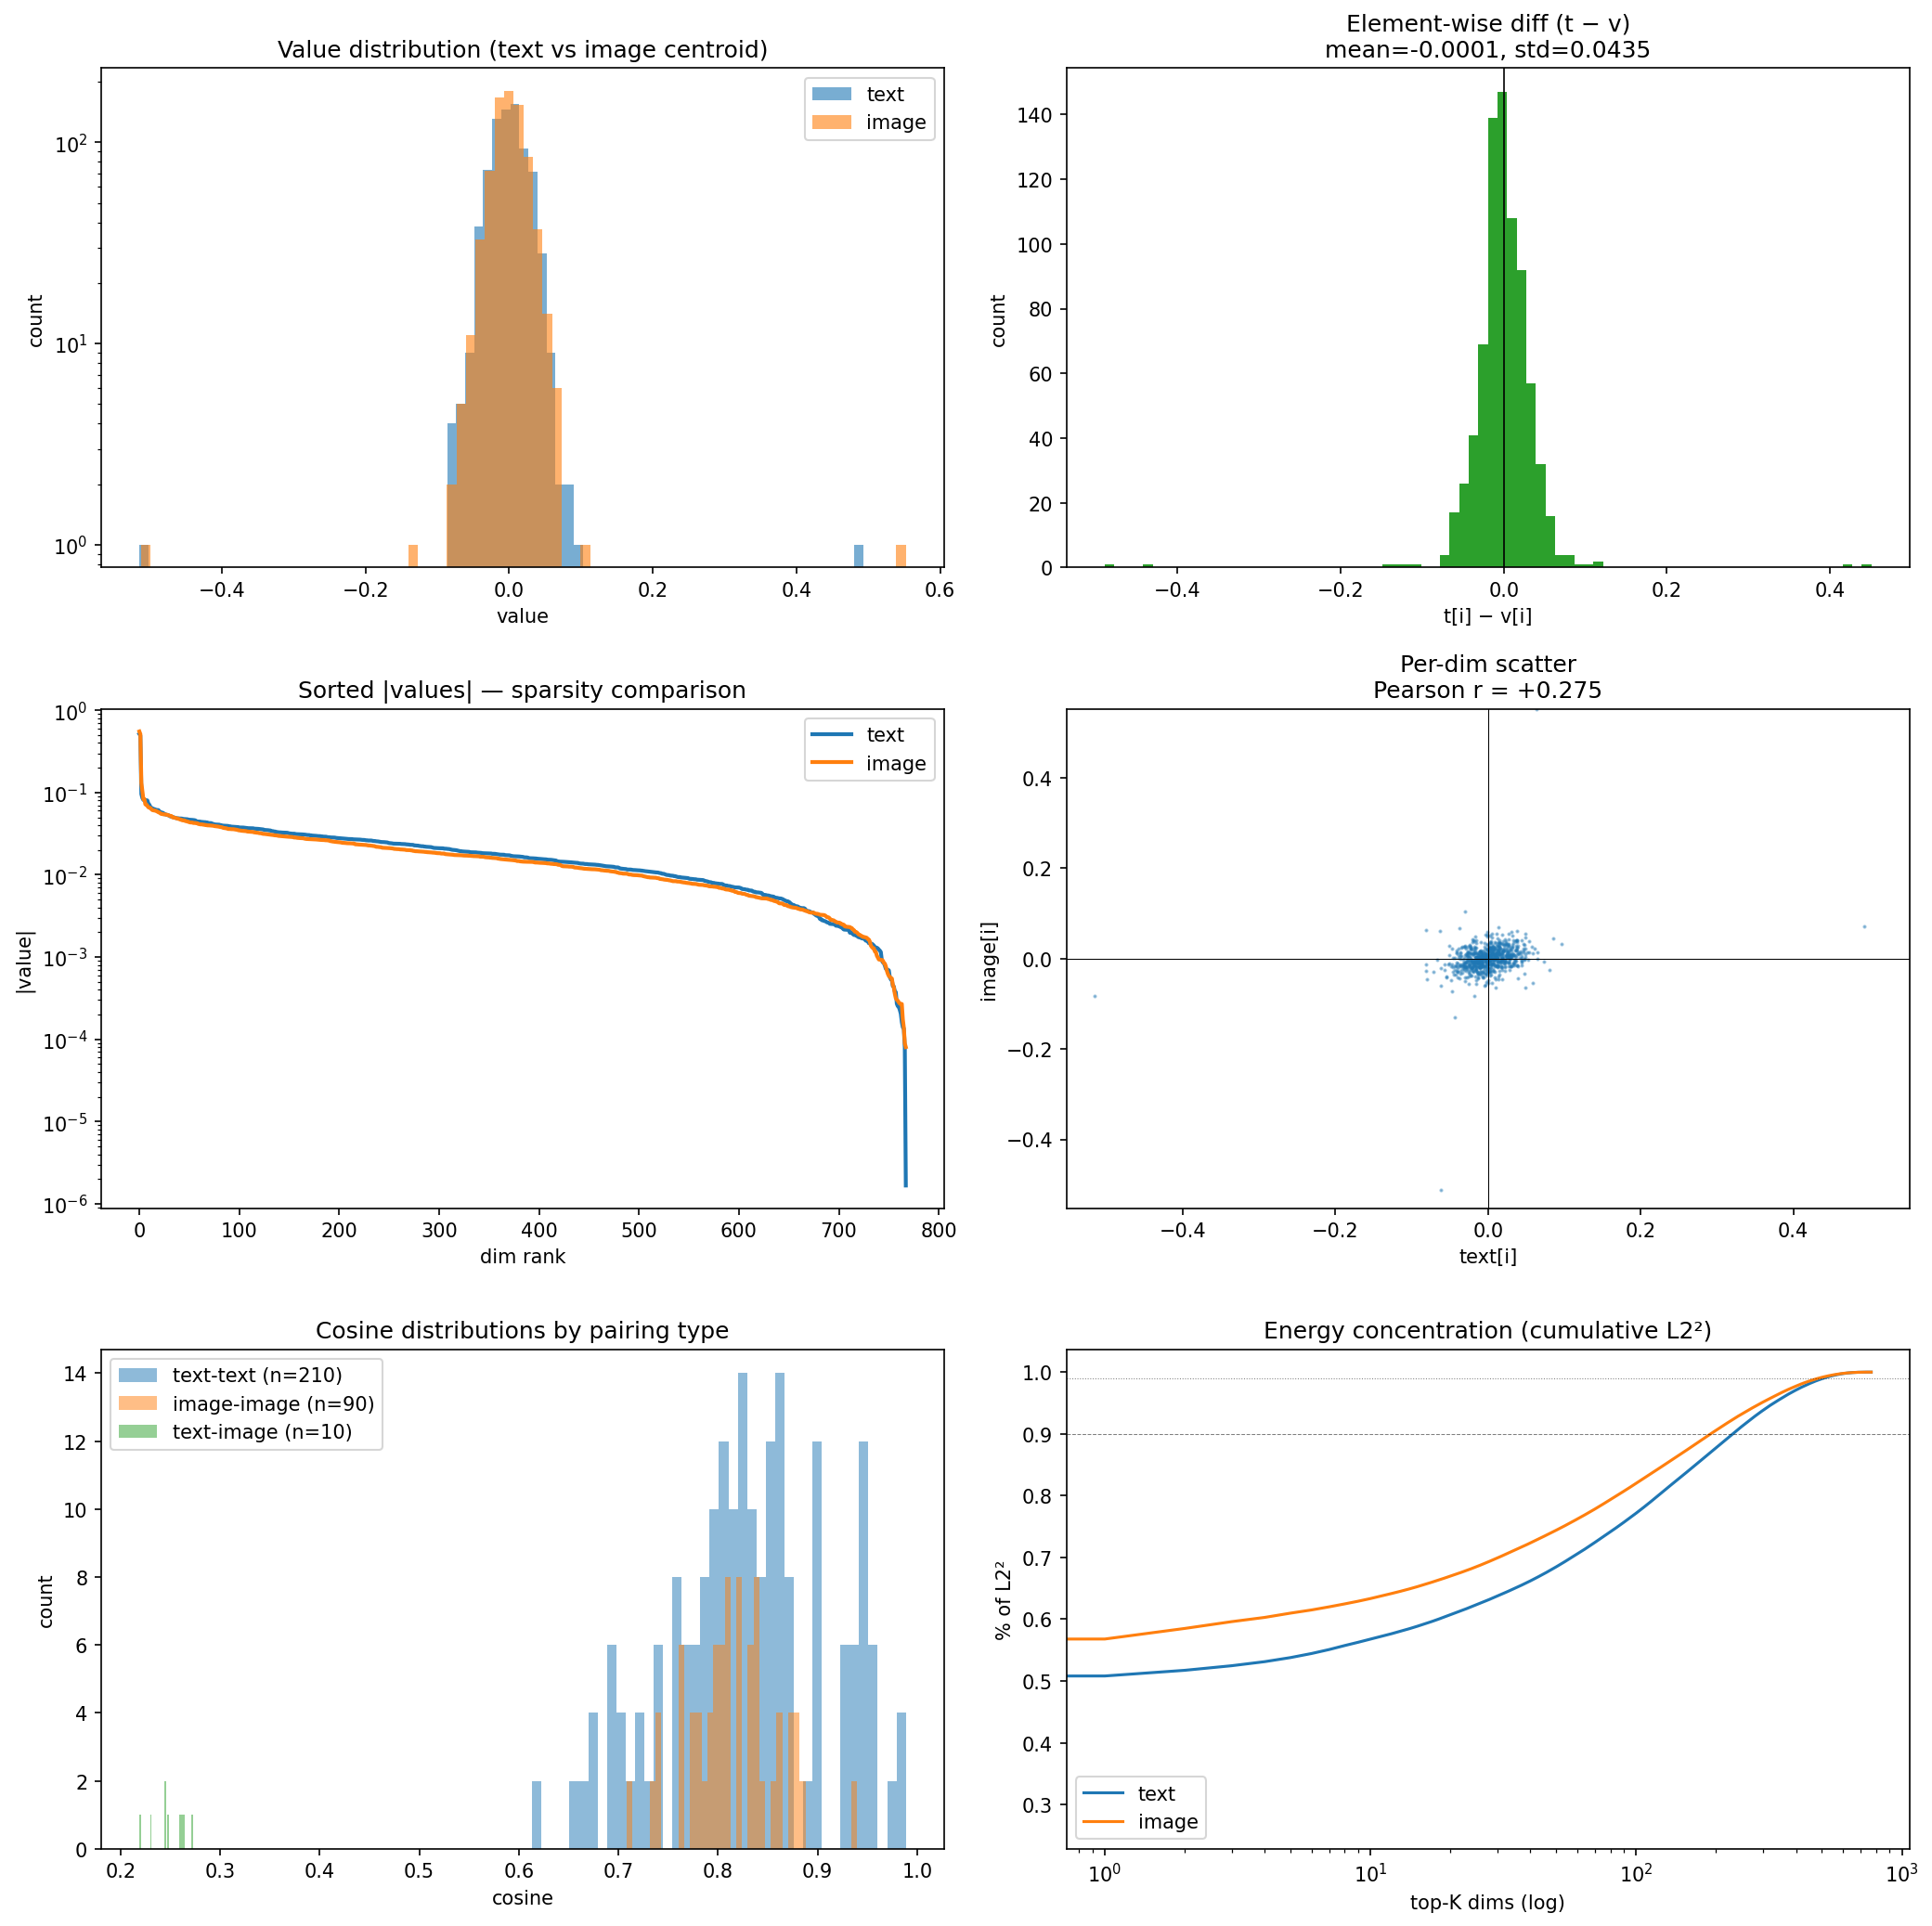 Value distribution (text vs image centroid)
text
image
10²
10¹
10⁰
count
−0.4
−0.2
0.0
0.2
0.4
0.6
value
Element-wise diff (t − v)
mean=-0.0001, std=0.0435
140
120
100
80
60
40
20
0
count
−0.4
−0.2
0.0
0.2
0.4
t[i] − v[i]
Sorted |values| — sparsity comparison
text
image
10⁰
10⁻¹
10⁻²
10⁻³
10⁻⁴
10⁻⁵
10⁻⁶
|value|
0
100
200
300
400
500
600
700
800
dim rank
Per-dim scatter
Pearson r = +0.275
0.4
0.2
0.0
−0.2
−0.4
image[i]
−0.4
−0.2
0.0
0.2
0.4
text[i]
Cosine distributions by pairing type
text-text (n=210)
image-image (n=90)
text-image (n=10)
14
12
10
8
6
4
2
0
count
0.2
0.3
0.4
0.5
0.6
0.7
0.8
0.9
1.0
cosine
Energy concentration (cumulative L2²)
1.0
0.9
0.8
0.7
0.6
0.5
0.4
0.3
% of L2²
text
image
10⁰
10¹
10²
10³
top-K dims (log)